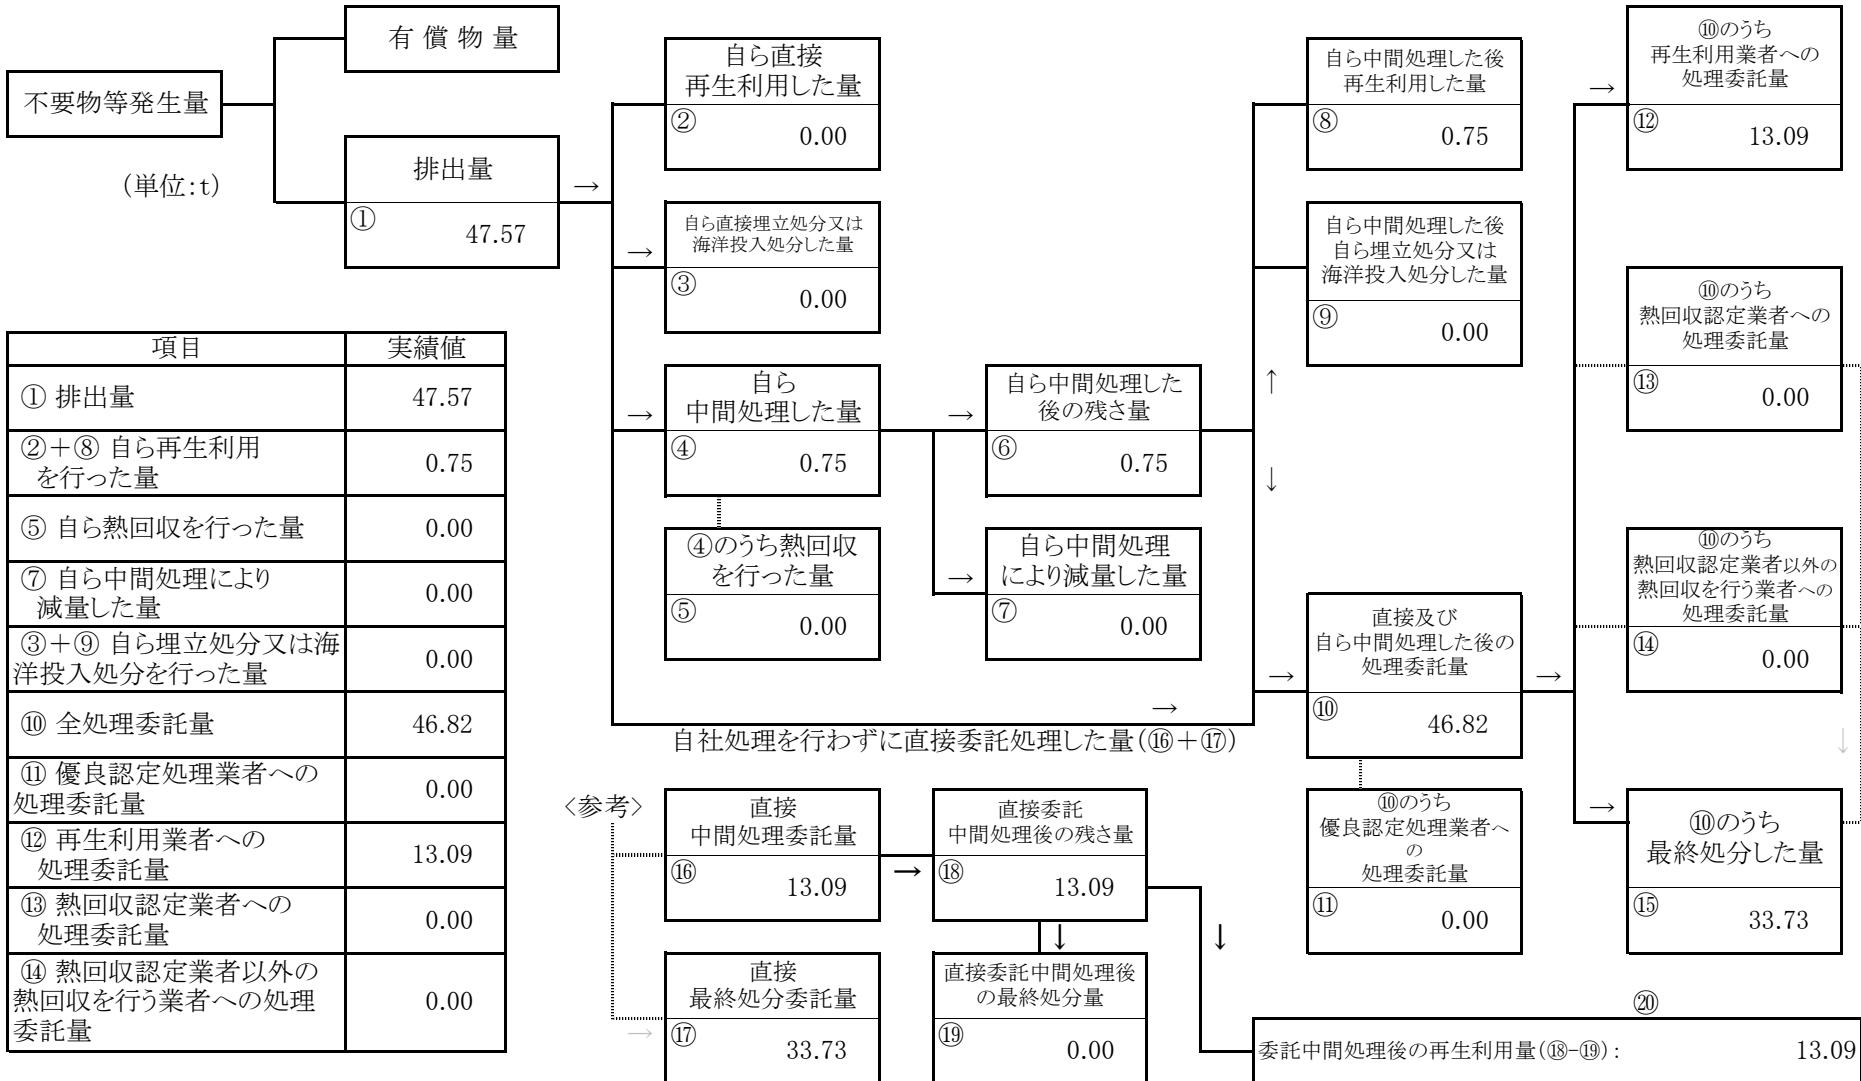 不要物等発生量
(単位:t)
有 償 物 量
排出量
①
47.57
→
自ら直接
再生利用した量
②
0.00
→
自ら直接埋立処分又は
海洋投入処分した量
③
0.00
→
自ら
中間処理した量
④
0.75
④のうち熱回収
を行った量
⑤
0.00
→
自ら中間処理した
後の残さ量
⑥
0.75
→
自ら中間処理
により減量した量
⑦
0.00
↑
↓
自ら中間処理した後
再生利用した量
⑧
0.75
自ら中間処理した後
自ら埋立処分又は
海洋投入処分した量
⑨
0.00
→
直接及び
自ら中間処理した後の
処理委託量
⑩
46.82
→
⑩のうち
優良認定処理業者へ
の
処理委託量
⑪
0.00
→
⑩のうち
再生利用業者への
処理委託量
⑫
13.09
⑩のうち
熱回収認定業者への
処理委託量
⑬
0.00
⑩のうち
熱回収認定業者以外の
熱回収を行う業者への
処理委託量
⑭
0.00
↓
→
⑩のうち
最終処分した量
⑮
33.73
→
自社処理を行わずに直接委託処理した量(⑯+⑰)
<参考>
直接
中間処理委託量
⑯
13.09
→
直接委託
中間処理後の残さ量
⑱
13.09
↓
↓
→
直接
最終処分委託量
⑰
33.73
直接委託中間処理後
の最終処分量
⑲
0.00
⑳
委託中間処理後の再生利用量(⑱-⑲): 13.09
項目 実績値
① 排出量 47.57
②+⑧ 自ら再生利用
を行った量 0.75
⑤ 自ら熱回収を行った量 0.00
⑦ 自ら中間処理により
減量した量 0.00
③+⑨ 自ら埋立処分又は海
洋投入処分を行った量 0.00
⑩ 全処理委託量 46.82
⑪ 優良認定処理業者への
処理委託量 0.00
⑫ 再生利用業者への
処理委託量 13.09
⑬ 熱回収認定業者への
処理委託量 0.00
⑭ 熱回収認定業者以外の
熱回収を行う業者への処理
委託量 0.00